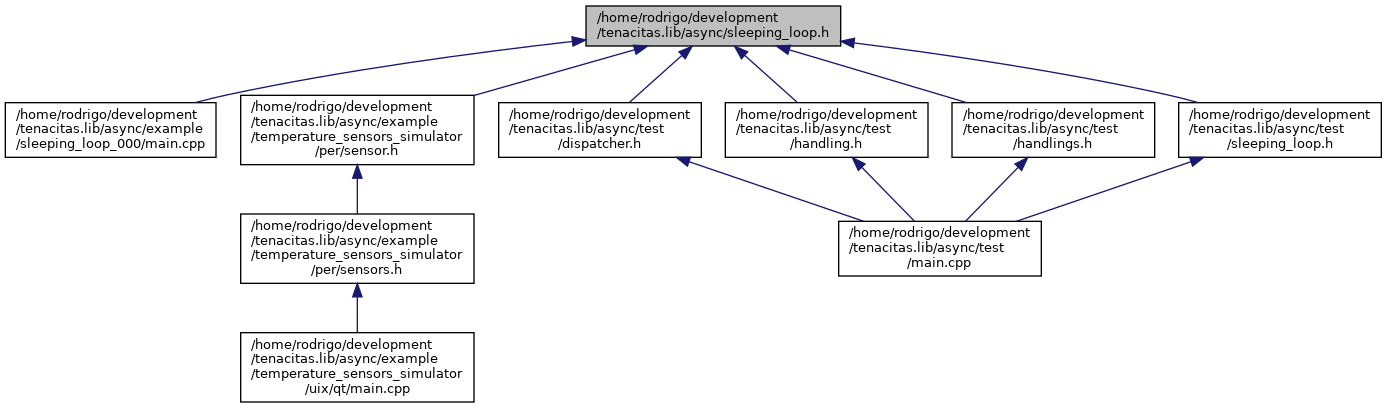 /home/rodrigo/development
/tenacitas.lib/async/sleeping_loop.h
/home/rodrigo/development
/tenacitas.lib/async/example
/sleeping_loop_000/main.cpp
/home/rodrigo/development
/tenacitas.lib/async/example
/temperature_sensors_simulator
/per/sensor.h
/home/rodrigo/development
/tenacitas.lib/async/test
/dispatcher.h
/home/rodrigo/development
/tenacitas.lib/async/test
/handling.h
/home/rodrigo/development
/tenacitas.lib/async/test
/handlings.h
/home/rodrigo/development
/tenacitas.lib/async/test
/sleeping_loop.h
/home/rodrigo/development
/tenacitas.lib/async/example
/temperature_sensors_simulator
/per/sensors.h
/home/rodrigo/development
/tenacitas.lib/async/test
/main.cpp
/home/rodrigo/development
/tenacitas.lib/async/example
/temperature_sensors_simulator
/uix/qt/main.cpp